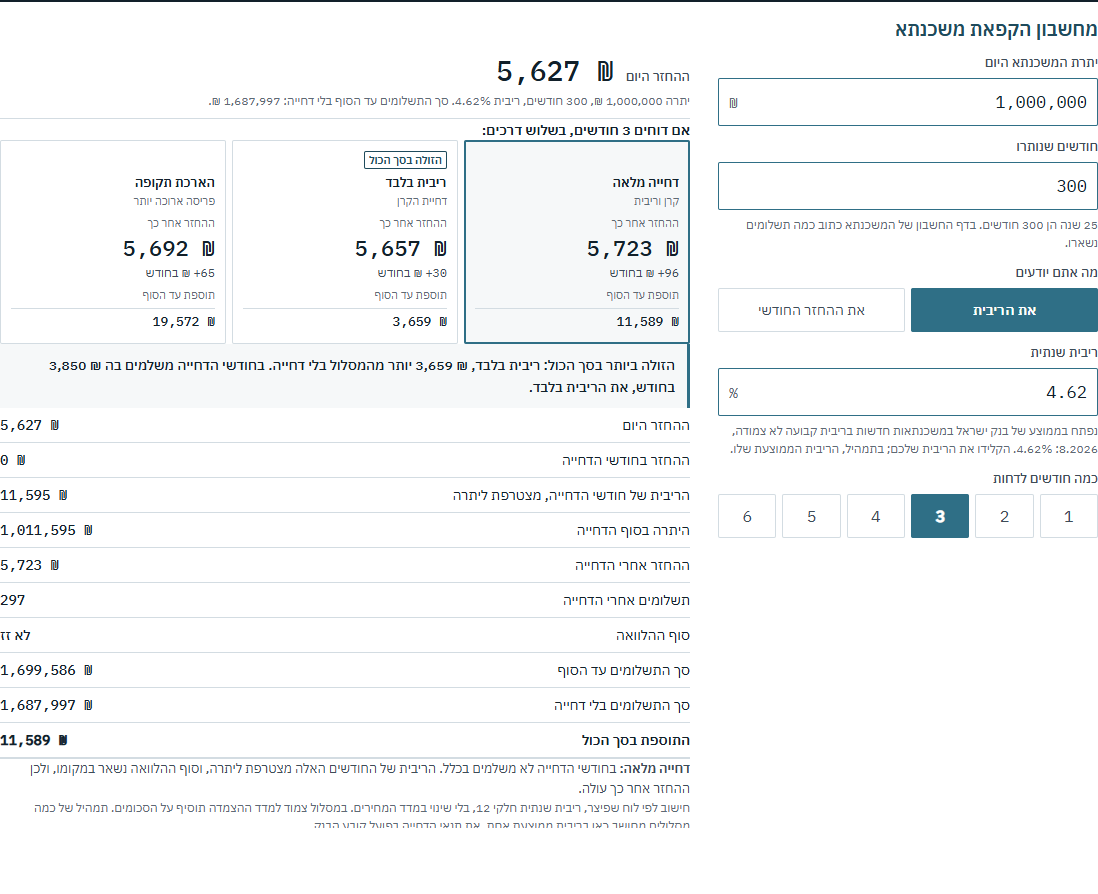 מחשבון הקפאת משכנתא
יתרת המשכנתא היום
1,000,000 ₪
חודשים שנותרו
300
25 שנה הן 300 חודשים. בדף החשבון של המשכנתא כתוב כמה תשלומים
נשארו.
מה אתם יודעים
את הריבית
את ההחזר החודשי
ריבית שנתית
4.62 %
נפתח בממוצע של בנק ישראל במשכנתאות חדשות בריבית קבועה לא צמודה,
8.2026: 4.62%. הקלידו את הריבית שלכם; בתמהיל, הריבית הממוצעת שלו.
כמה חודשים לדחות
1 2 3 4 5 6
ההחזר היום ₪ 5,627
יתרה 1,000,000 ₪, 300 חודשים, ריבית 4.62%. סך התשלומים עד הסוף בלי דחייה: 1,687,997 ₪.
אם דוחים 3 חודשים, בשלוש דרכים:
דחייה מלאה
קרן וריבית
ההחזר אחר כך
₪ 5,723
+96 ₪ בחודש
תוספת עד הסוף
₪ 11,589
הזולה בסך הכול
ריבית בלבד
דחיית הקרן
ההחזר אחר כך
₪ 5,657
+30 ₪ בחודש
תוספת עד הסוף
₪ 3,659
הארכת תקופה
פריסה ארוכה יותר
ההחזר אחר כך
₪ 5,692
+65 ₪ בחודש
תוספת עד הסוף
₪ 19,572
הזולה ביותר בסך הכול: ריבית בלבד, ₪ 3,659 יותר מהמסלול בלי דחייה. בחודשי הדחייה משלמים בה ₪ 3,850
בחודש, את הריבית בלבד.
ההחזר היום ₪ 5,627
ההחזר בחודשי הדחייה ₪ 0
הריבית של חודשי הדחייה, מצטרפת ליתרה ₪ 11,595
היתרה בסוף הדחייה ₪ 1,011,595
ההחזר אחרי הדחייה ₪ 5,723
תשלומים אחרי הדחייה 297
סוף ההלוואה לא זז
סך התשלומים עד הסוף ₪ 1,699,586
סך התשלומים בלי דחייה ₪ 1,687,997
התוספת בסך הכול ₪ 11,589
דחייה מלאה: בחודשי הדחייה לא משלמים בכלל. הריבית של החודשים האלה מצטרפת ליתרה, וסוף ההלוואה נשאר במקומו, ולכן
ההחזר אחר כך עולה.
חישוב לפי לוח שפיצר, ריבית שנתית חלקי 12, בלי שינוי במדד המחירים. במסלול צמוד למדד ההצמדה תוסיף על הסכומים. תמהיל של כמה
מסלולים מחושב כאן בריבית ממוצעת אחת. את תנאי הדחייה בפועל קובע הבנק.